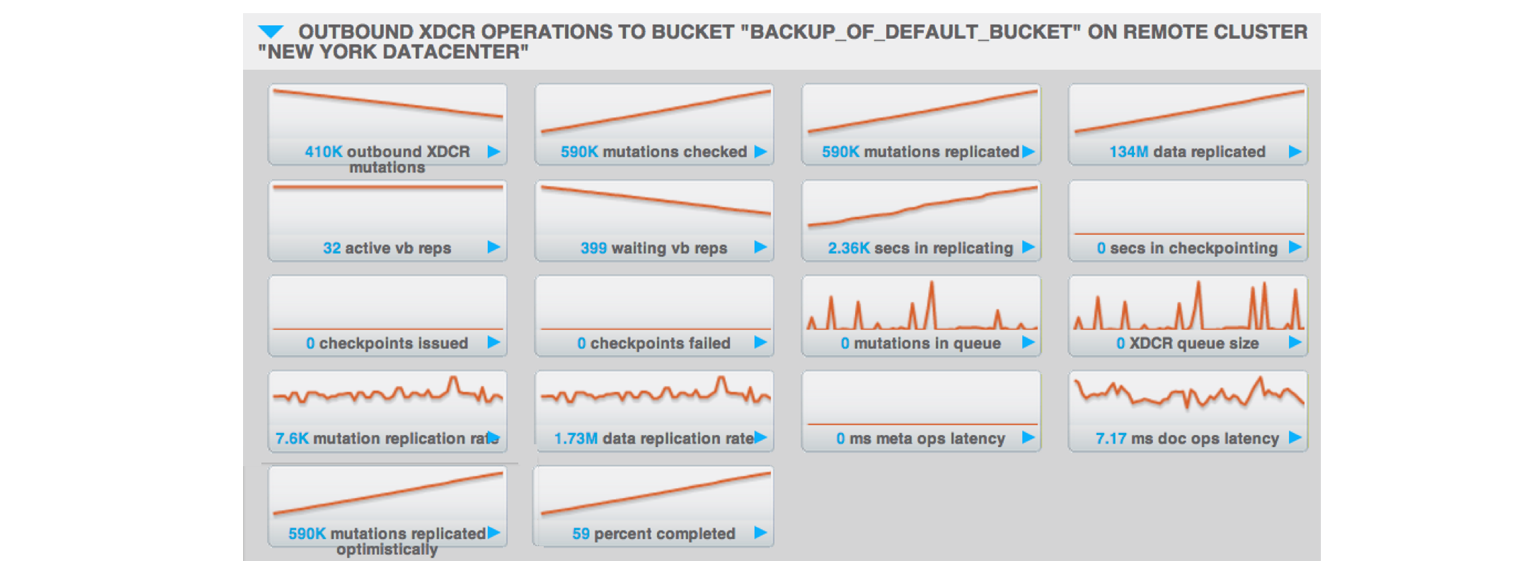 OUTBOUND XDCR OPERATIONS TO BUCKET "BACKUP_OF_DEFAULT_BUCKET" ON REMOTE CLUSTER
"NEW YORK DATACENTER"
410K outbound XDCR
mutations
590K mutations checked
590K mutations replicated
134M data replicated
32 active vb reps
399 waiting vb reps
2.36K secs in replicating
0 secs in checkpointing
0 checkpoints issued
0 checkpoints failed
0 mutations in queue
0 XDCR queue size
7.6K mutation replication rate
1.73M data replication rate
0 ms meta ops latency
7.17 ms doc ops latency
590K mutations replicated
optimistically
59 percent completed